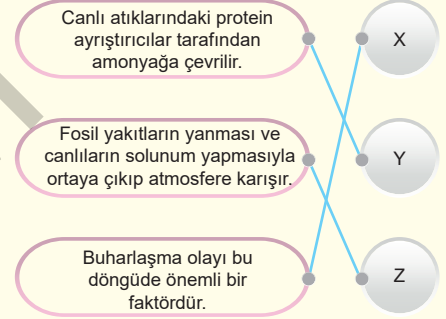 Canlı atıklarındaki protein
ayrıştırıcılar tarafından
amonyağa çevrilir.
X
Fosil yakıtların yanması ve
canlıların solunum yapmasıyla
ortaya çıkıp atmosfere karışır.
Y
Buharlaşma olayı bu
döngüde önemli bir
faktördür.
Z